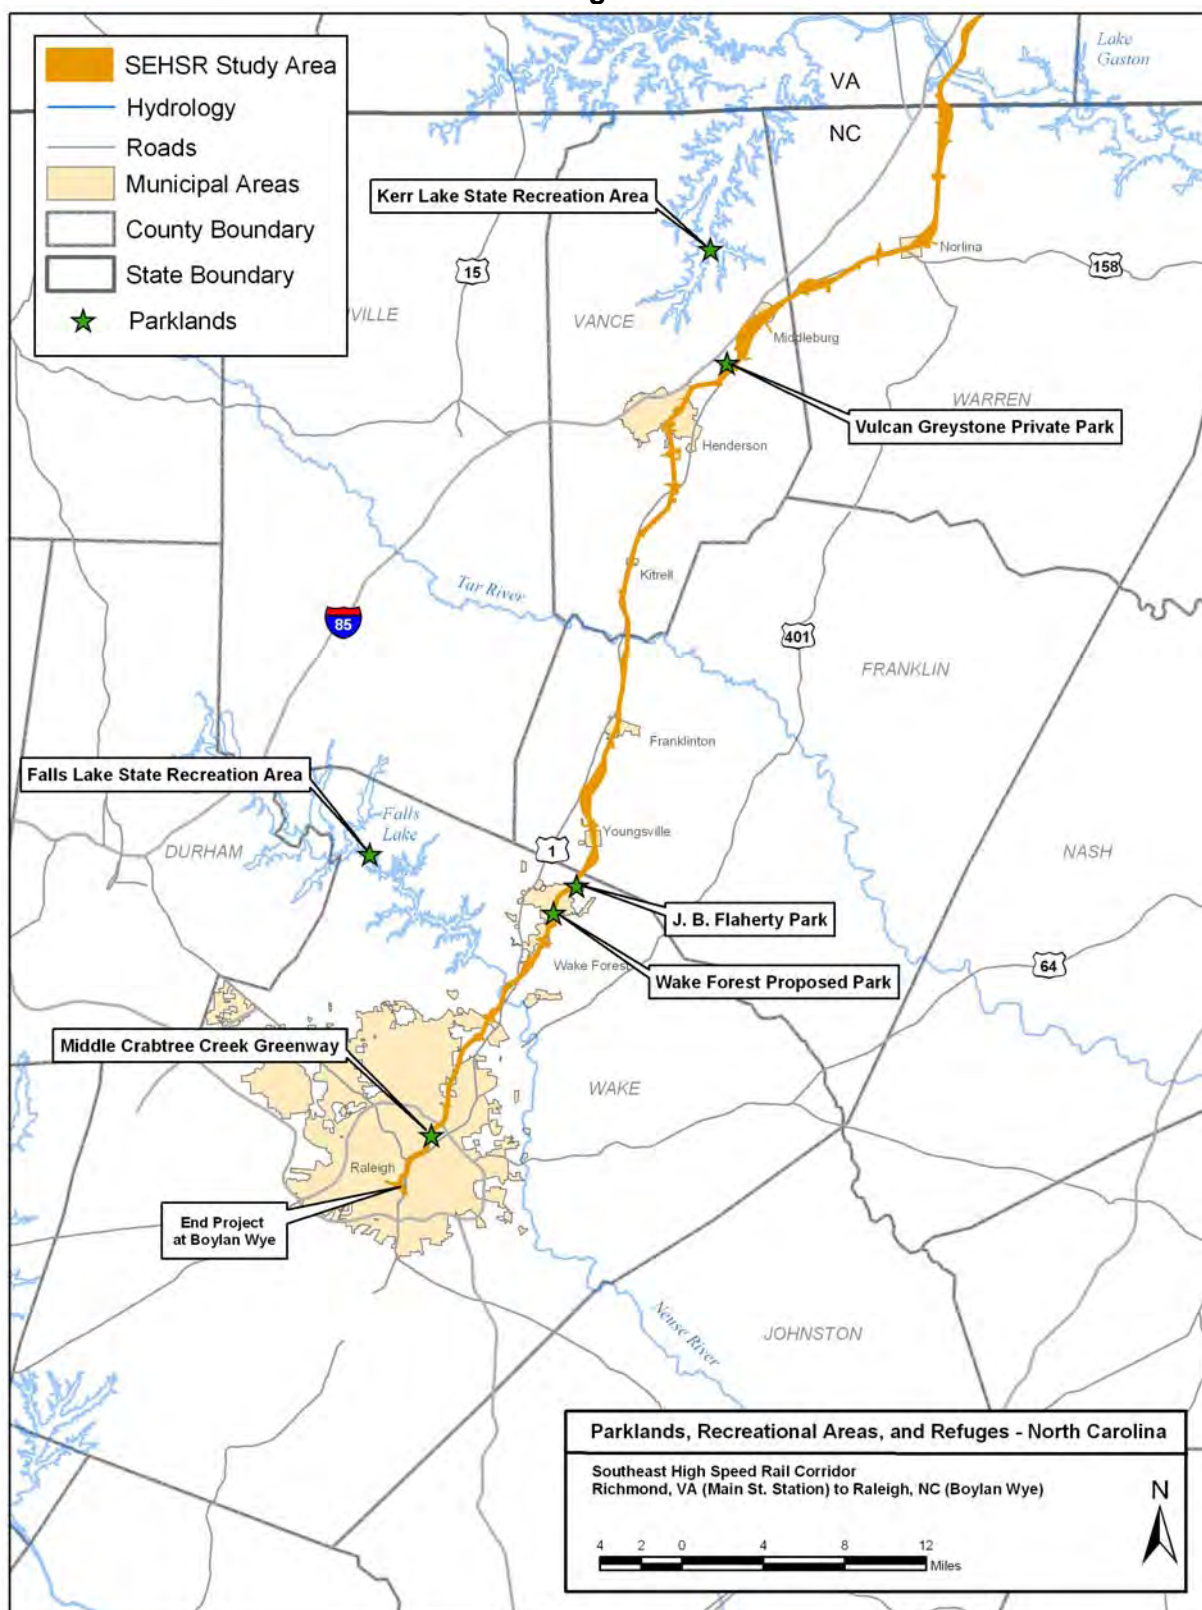 SEHSR Study Area
Hydrology
Roads
Municipal Areas
County Boundary
State Boundary
Parklands
Lake
Gaston
VA
NC
Kerr Lake State Recreation Area
Norlina
15
158
VILLE
VANCE
Middleburg
WARREN
Vulcan Greystone Private Park
Henderson
Kitrell
Tar River
85
401
FRANKLIN
Franklinton
Falls Lake State Recreation Area
Falls
Lake
Youngsville
1
DURHAM
NASH
J. B. Flaherty Park
Wake Forest
64
Wake Forest Proposed Park
Middle Crabtree Creek Greenway
WAKE
Raleigh
End Project
at Boylan Wye
Neuse River
JOHNSTON
Parklands, Recreational Areas, and Refuges - North Carolina
Southeast High Speed Rail Corridor
Richmond, VA (Main St. Station) to Raleigh, NC (Boylan Wye)
N
4 2 0 4 8 12
Miles